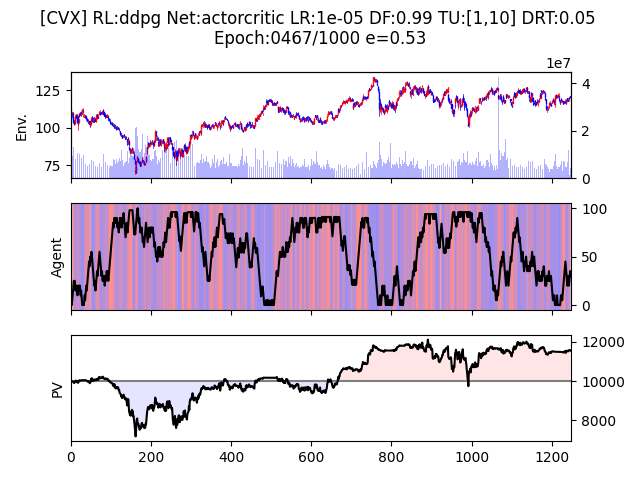 [CVX] RL:ddpg Net:actorcritic LR:1e-05 DF:0.99 TU:[1,10] DRT:0.05
Epoch:0467/1000 e=0.53
1e7
125
100
75
Env.
4
2
0
Agent
100
50
0
PV
12000
10000
8000
0 200 400 600 800 1000 1200